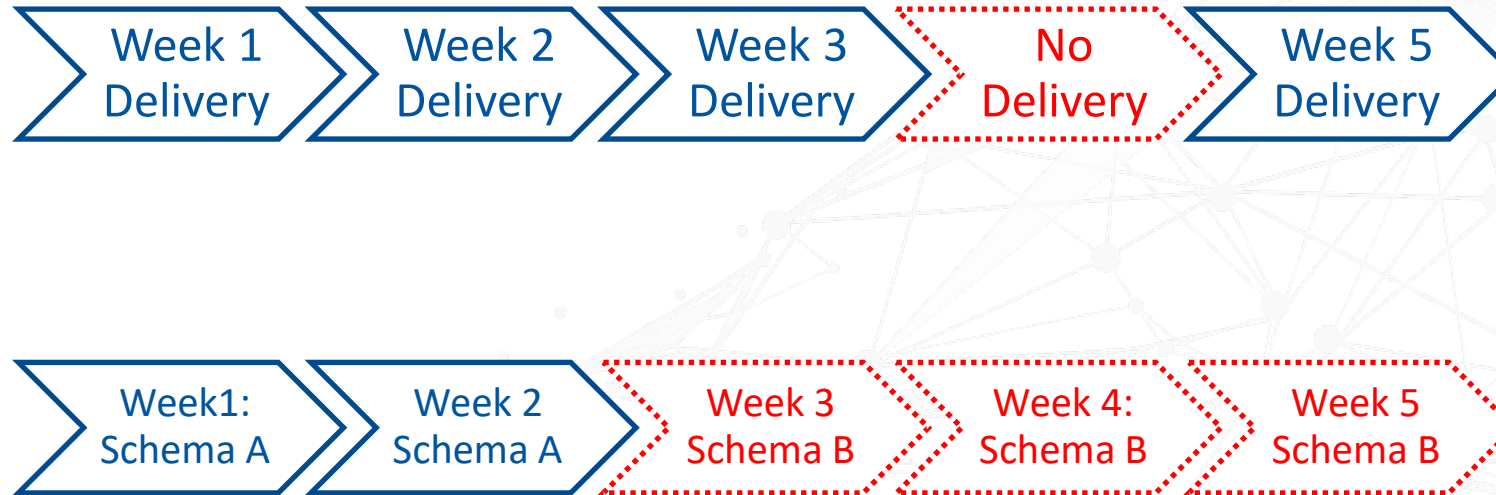 Week 1
Delivery
Week 2
Delivery
Week 3
Delivery
No
Delivery
Week 5
Delivery
Week1:
Schema A
Week 2
Schema A
Week 3
Schema B
Week 4:
Schema B
Week 5
Schema B